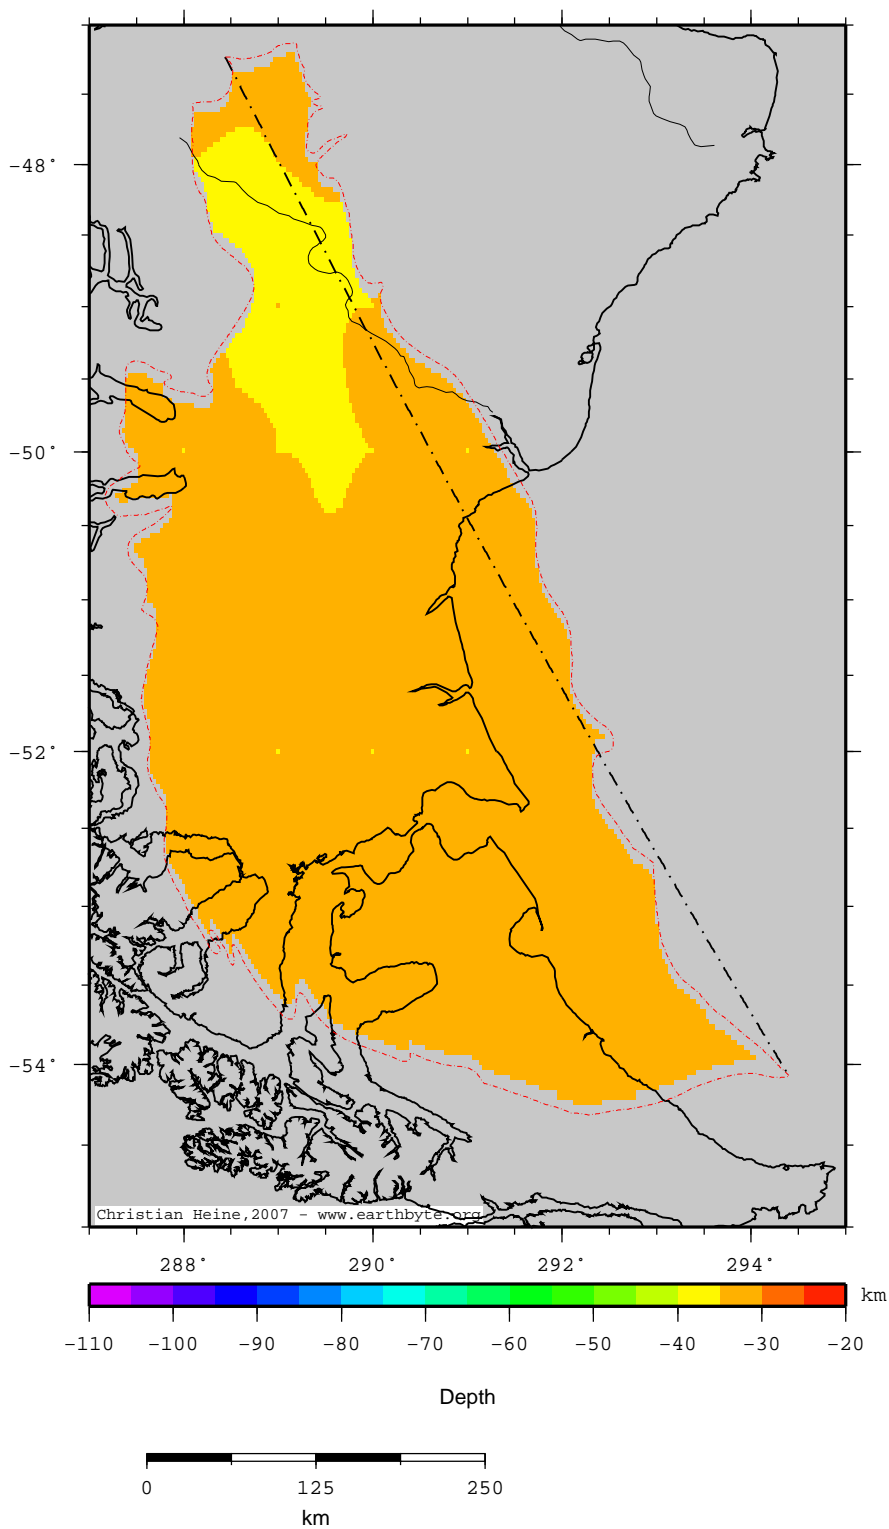 −48°
−50°
−52°
−54°
Christian Heine,2007 − www.earthbyte.org
288° 290° 292° 294°
km
−110 −100 −90 −80 −70 −60 −50 −40 −30 −20
Depth
0 125 250
km